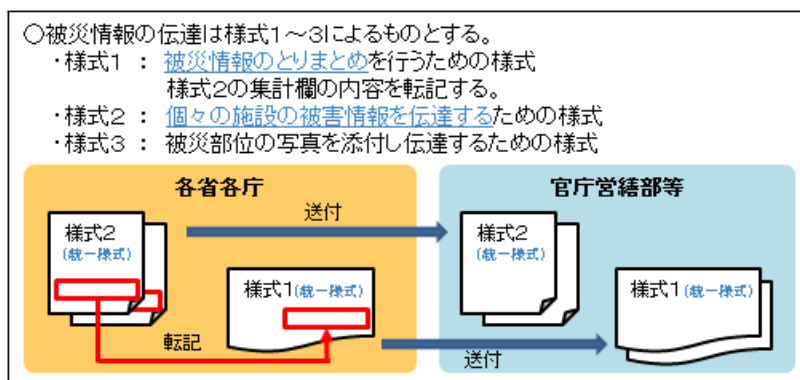 ○被災情報の伝達は様式1～3によるものとする。
・様式1 ： 被災情報のとりまとめを行うための様式
様式2の集計欄の内容を転記する。
・様式2 ： 個々の施設の被害情報を伝達するための様式
・様式3 ： 被災部位の写真を添付し伝達するための様式
各省各庁
官庁営繕部等
送付
様式2
(統一様式)
様式2
(統一様式)
様式1(統一様式)
様式1(統一様式)
転記
送付